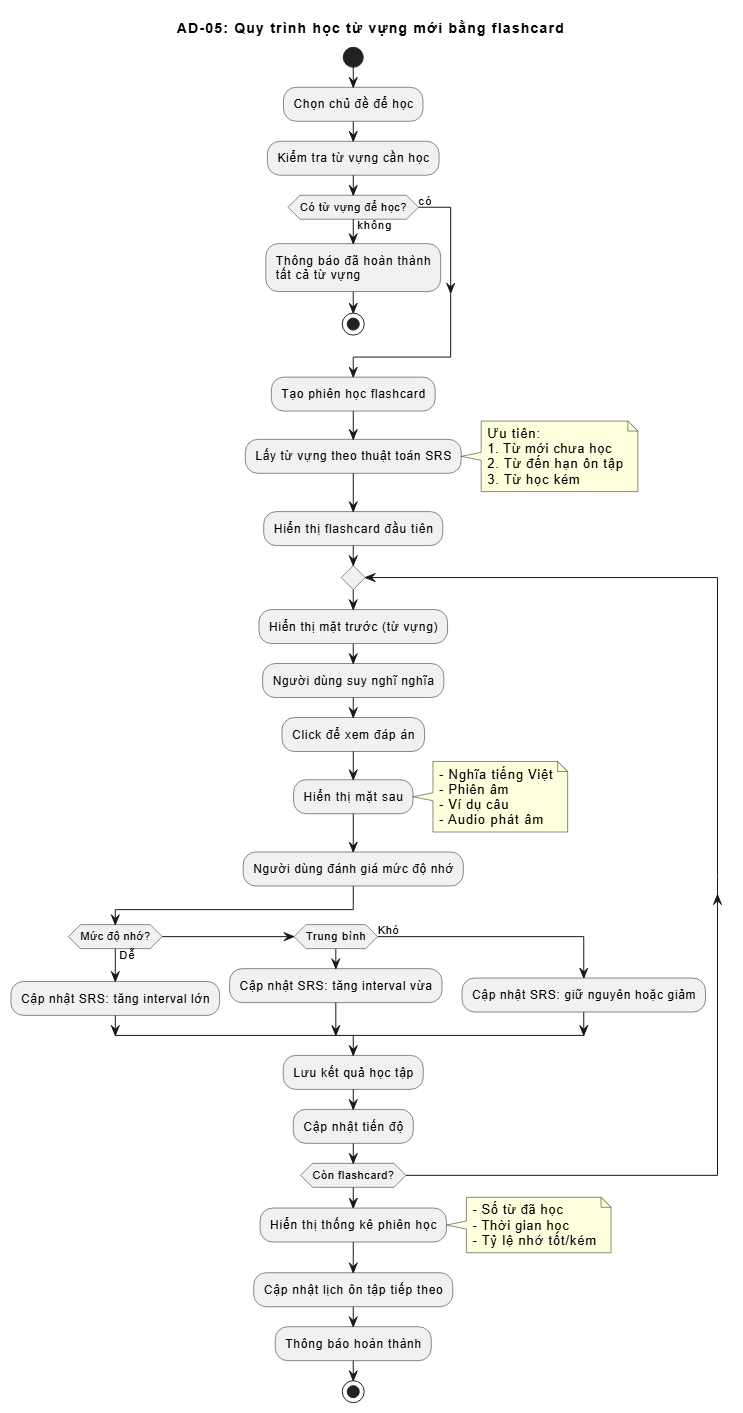 AD-05: Quy trình học từ vựng mới bằng flashcard
Chọn chủ đề để học
Kiểm tra từ vựng cần học
Có từ vựng để học?
có
không
Thông báo đã hoàn thành
tất cả từ vựng
Tạo phiên học flashcard
Lấy từ vựng theo thuật toán SRS
Ưu tiên:
1. Từ mới chưa học
2. Từ đến hạn ôn tập
3. Từ học kém
Hiển thị flashcard đầu tiên
Hiển thị mặt trước (từ vựng)
Người dùng suy nghĩ nghĩa
Click để xem đáp án
Hiển thị mặt sau
- Nghĩa tiếng Việt
- Phiên âm
- Ví dụ câu
- Audio phát âm
Người dùng đánh giá mức độ nhớ
Mức độ nhớ?
Dễ
Trung bình
Khó
Cập nhật SRS: tăng interval lớn
Cập nhật SRS: tăng interval vừa
Cập nhật SRS: giữ nguyên hoặc giảm
Lưu kết quả học tập
Cập nhật tiến độ
Còn flashcard?
Hiển thị thống kê phiên học
- Số từ đã học
- Thời gian học
- Tỷ lệ nhớ tốt/kém
Cập nhật lịch ôn tập tiếp theo
Thông báo hoàn thành